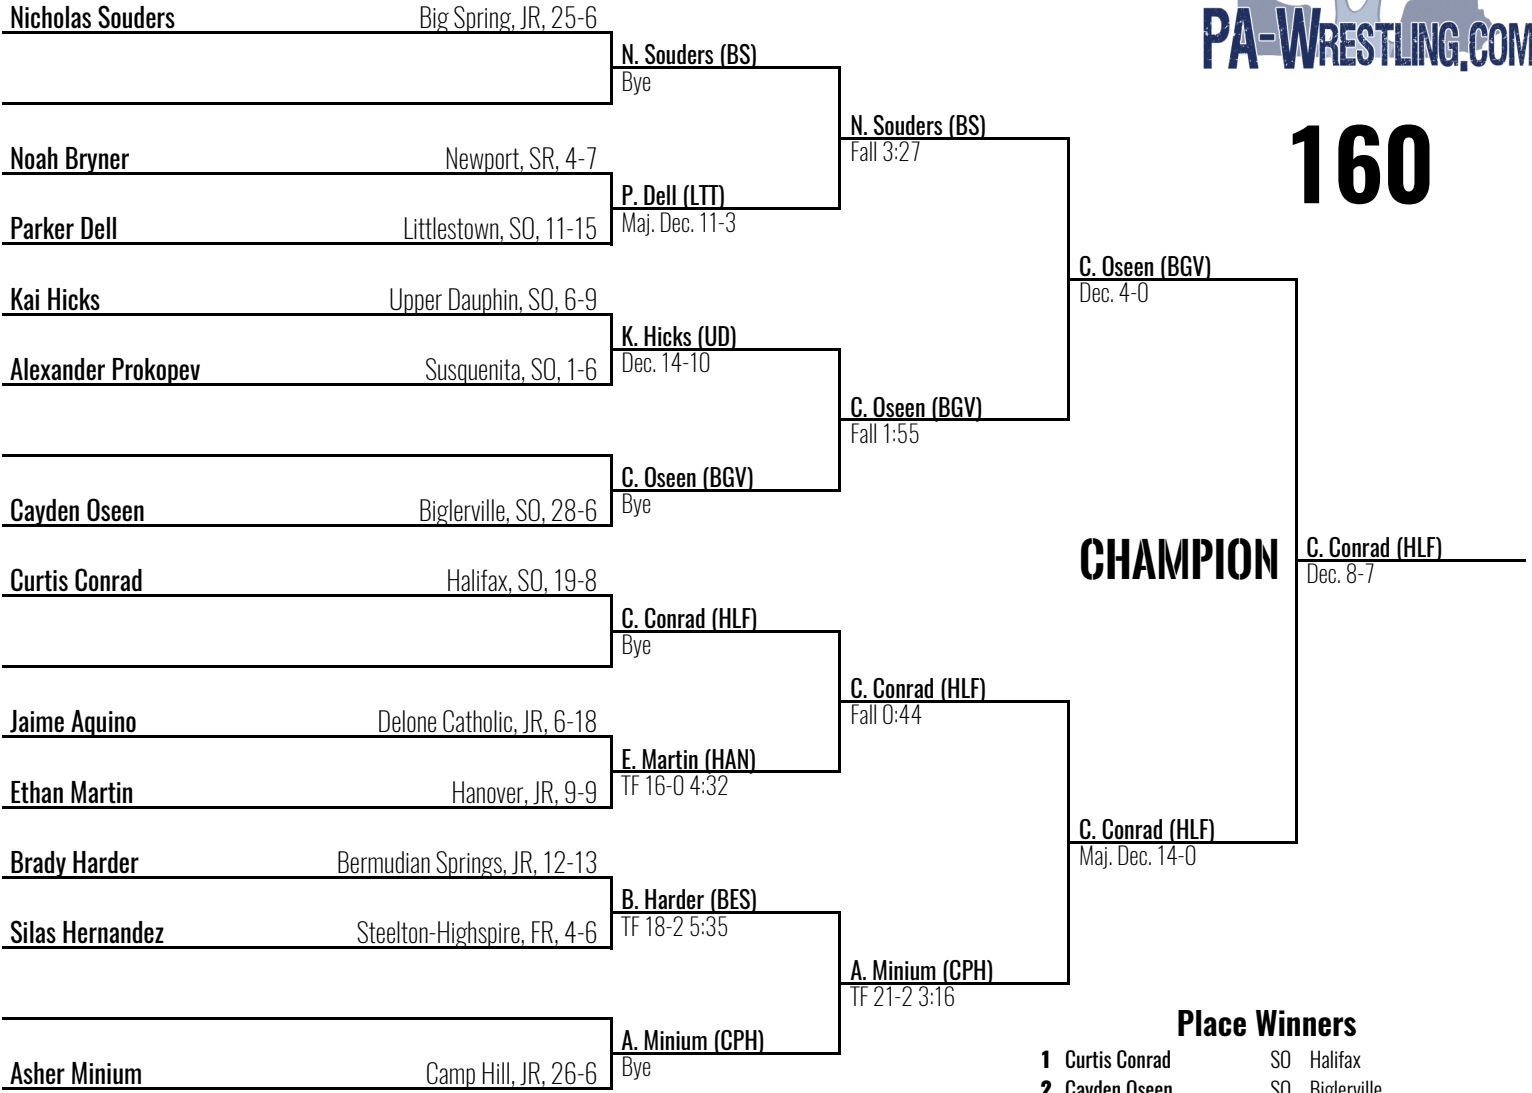 Nicholas Souders Big Spring, JR, 25-6
PA-WRESTLING.COM
N. Souders (BS)
Bye
N. Souders (BS)
Fall 3:27
160
Noah Bryner Newport, SR, 4-7
P. Dell (LTT)
Maj. Dec. 11-3
Parker Dell Littlestown, SO, 11-15
C. Oseen (BGV)
Dec. 4-0
Kai Hicks Upper Dauphin, SO, 6-9
K. Hicks (UD)
Dec. 14-10
Alexander Prokopev Susquenita, SO, 1-6
C. Oseen (BGV)
Fall 1:55
C. Oseen (BGV)
Bye
Cayden Oseen Biglerville, SO, 28-6
CHAMPION
C. Conrad (HLF)
Dec. 8-7
Curtis Conrad Halifax, SO, 19-8
C. Conrad (HLF)
Bye
C. Conrad (HLF)
Fall 0:44
Jaime Aquino Delone Catholic, JR, 6-18
E. Martin (HAN)
TF 16-0 4:32
Ethan Martin Hanover, JR, 9-9
C. Conrad (HLF)
Maj. Dec. 14-0
Brady Harder Bermudian Springs, JR, 12-13
B. Harder (BES)
TF 18-2 5:35
Silas Hernandez Steelton-Highspire, FR, 4-6
A. Minium (CPH)
TF 21-2 3:16
A. Minium (CPH)
Bye
Asher Minium Camp Hill, JR, 26-6
Place Winners
1 Curtis Conrad SO Halifax
2 Cayden Oseen SO Biglerville